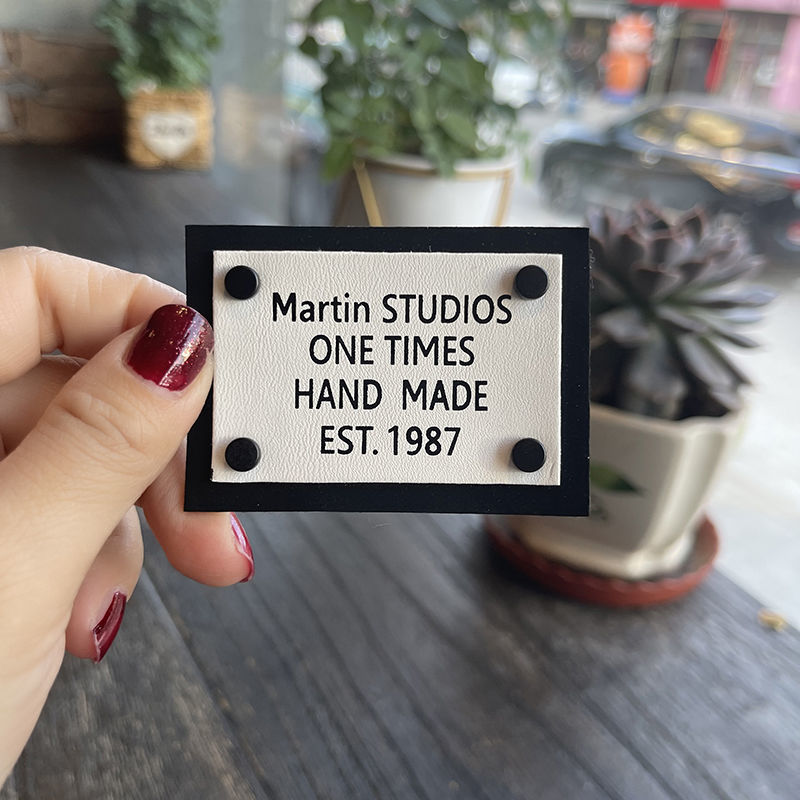 Martin STUDIOS
ONE TIMES
HAND MADE
EST. 1987